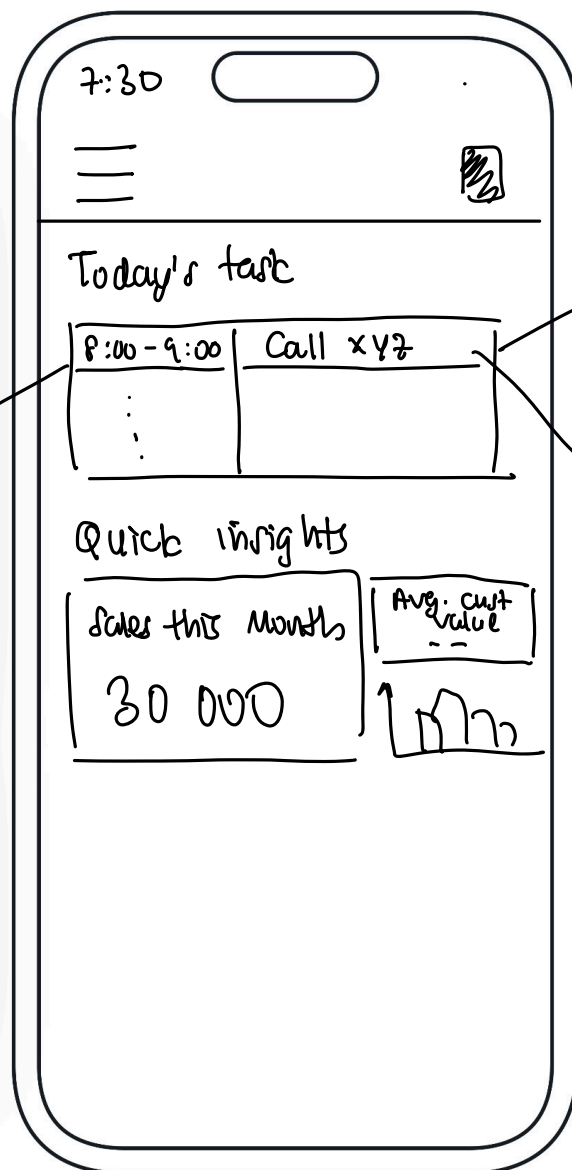 7:30
Today's task
8:00 - 9:00 Call xyz
Quick insights
Sales this Month
30 000
Avg. cust
value
--